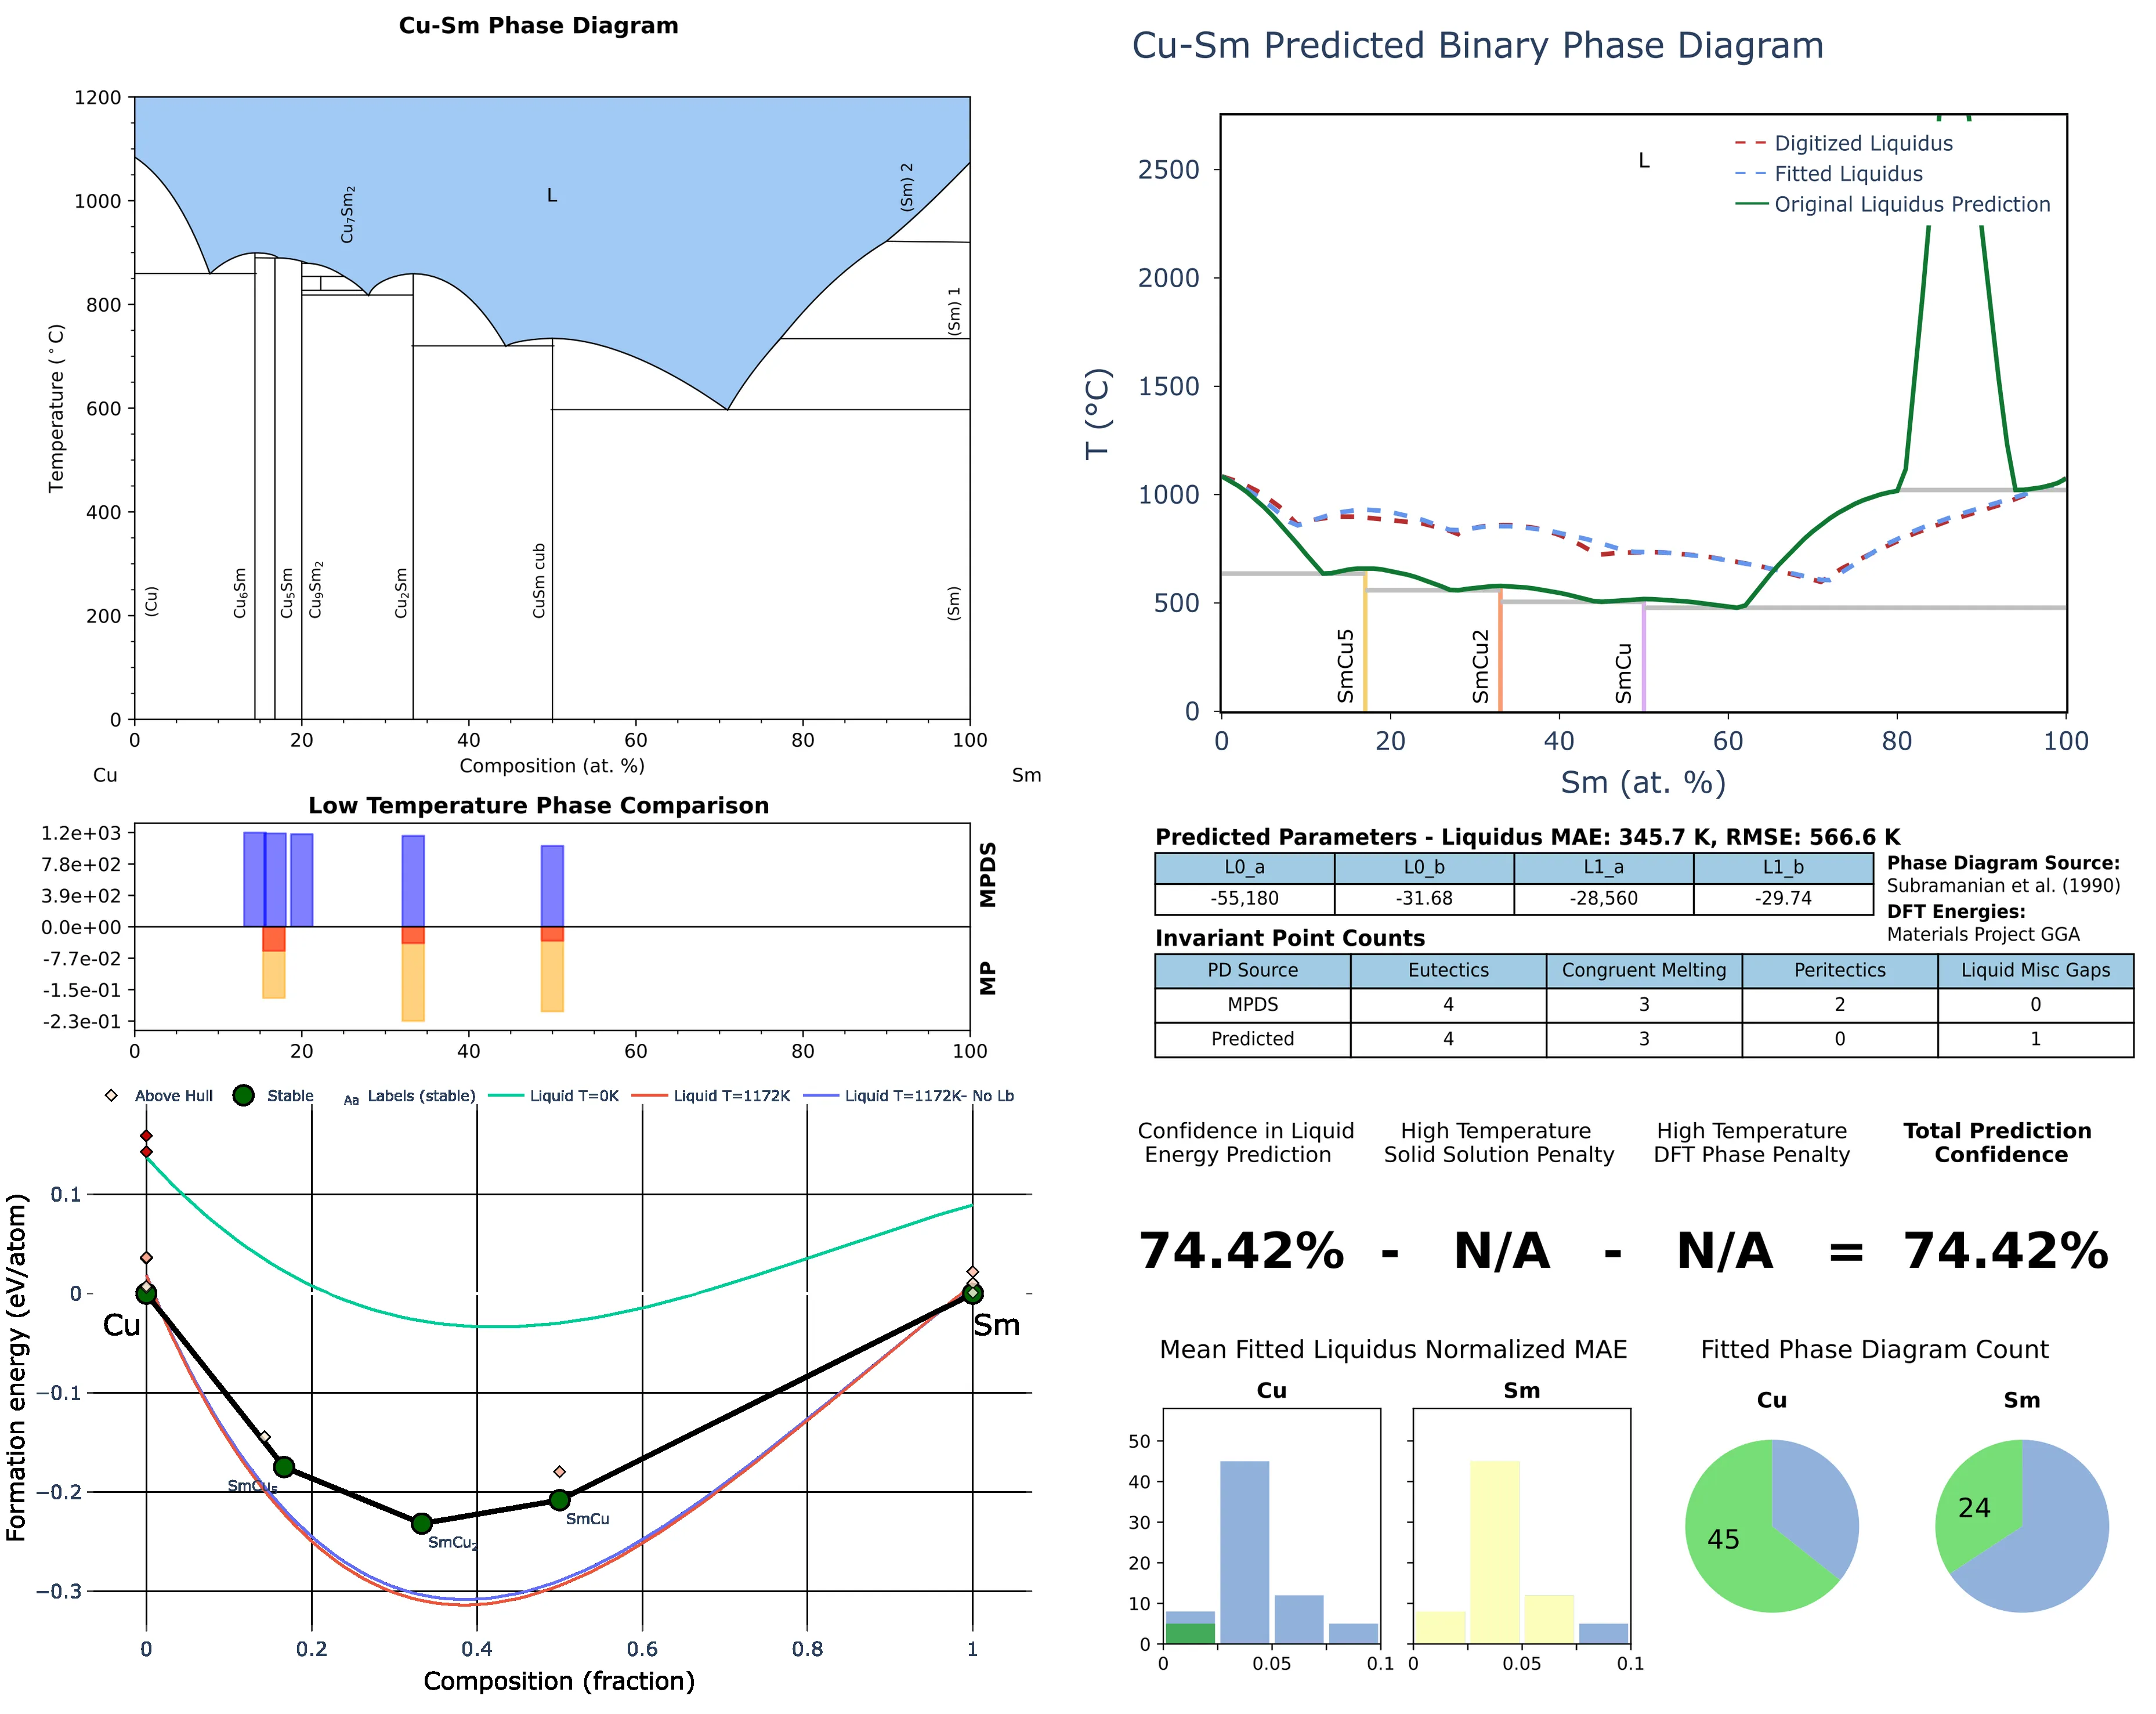 Cu-Sm Phase Diagram
1200
1000
800
600
400
200
0
Temperature (°C)
L
Cu₇Sm₂
(Sm) 2
(Sm) 1
(Cu)
Cu₆Sm
Cu₅Sm
Cu₉Sm₂
Cu₂Sm
CuSm cub
(Sm)
0 20 40 60 80 100
Composition (at. %)
Cu Sm
Low Temperature Phase Comparison
1.2e+03
7.8e+02
3.9e+02
0.0e+00
-7.7e-02
-1.5e-01
-2.3e-01
MPDS
MP
0 20 40 60 80 100
Above Hull Stable Aa Labels (stable) Liquid T=0K Liquid T=1172K Liquid T=1172K- No Lb
Formation energy (eV/atom)
0.1
0
−0.1
−0.2
−0.3
Cu
Sm
SmCu₅
SmCu₂
SmCu
0 0.2 0.4 0.6 0.8 1
Composition (fraction)
Cu-Sm Predicted Binary Phase Diagram
L
Digitized Liquidus
Fitted Liquidus
Original Liquidus Prediction
2500
2000
1500
1000
500
0
T (°C)
SmCu5
SmCu2
SmCu
0 20 40 60 80 100
Sm (at. %)
Predicted Parameters - Liquidus MAE: 345.7 K, RMSE: 566.6 K
L0_a L0_b L1_a L1_b
-55,180 -31.68 -28,560 -29.74
Phase Diagram Source:
Subramanian et al. (1990)
DFT Energies:
Materials Project GGA
Invariant Point Counts
PD Source Eutectics Congruent Melting Peritectics Liquid Misc Gaps
MPDS 4 3 2 0
Predicted 4 3 0 1
Confidence in Liquid
Energy Prediction
High Temperature
Solid Solution Penalty
High Temperature
DFT Phase Penalty
Total Prediction
Confidence
74.42% - N/A - N/A = 74.42%
Mean Fitted Liquidus Normalized MAE
Cu
Sm
50
40
30
20
10
0
0 0.05 0.1
0 0.05 0.1
Fitted Phase Diagram Count
Cu
Sm
45
24